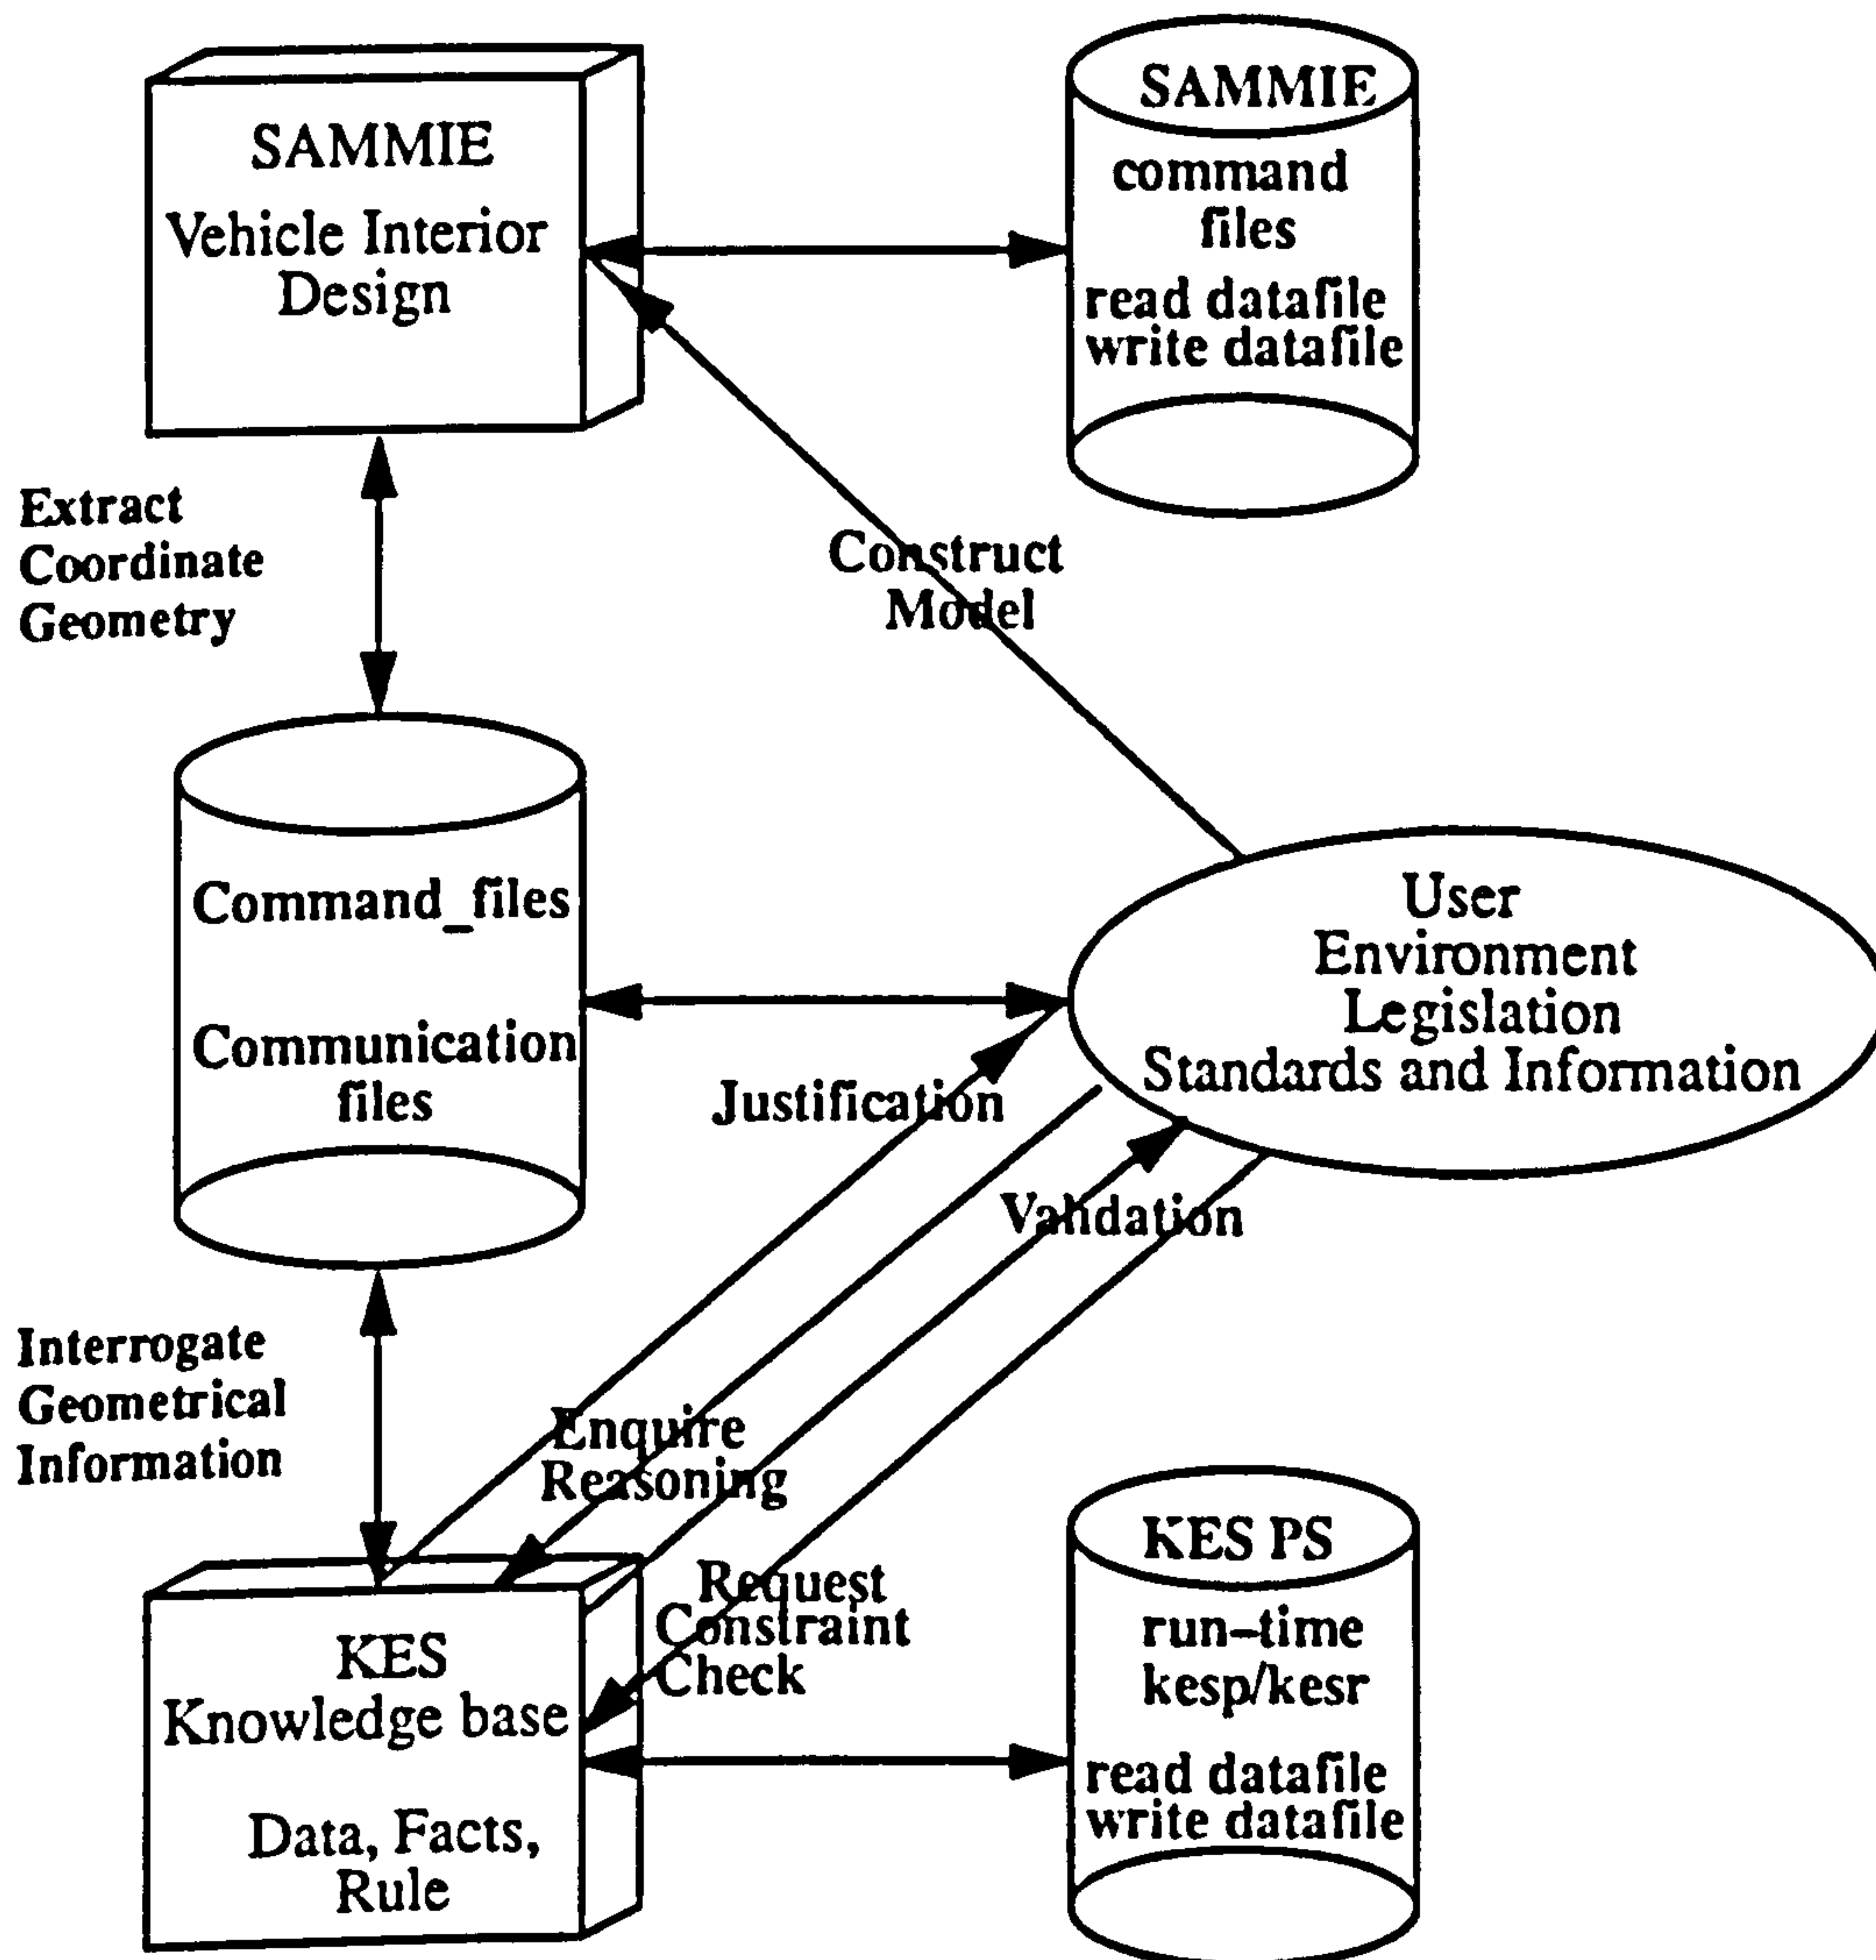 SAMMIE
Vehicle Interior
Design
SAMMIE
command
files
read datafile
write datafile
Extract
Coordinate
Geometry
Construct
Model
Command_files
Communication
files
User
Environment
Legislation
Standards and Information
Justification
Validation
Interrogate
Geometrical
Information
Enquire
Reasoning
Request
Constraint
Check
KES
Knowledge base
Data, Facts,
Rule
KES PS
run-time
kesp/kesr
read datafile
write datafile